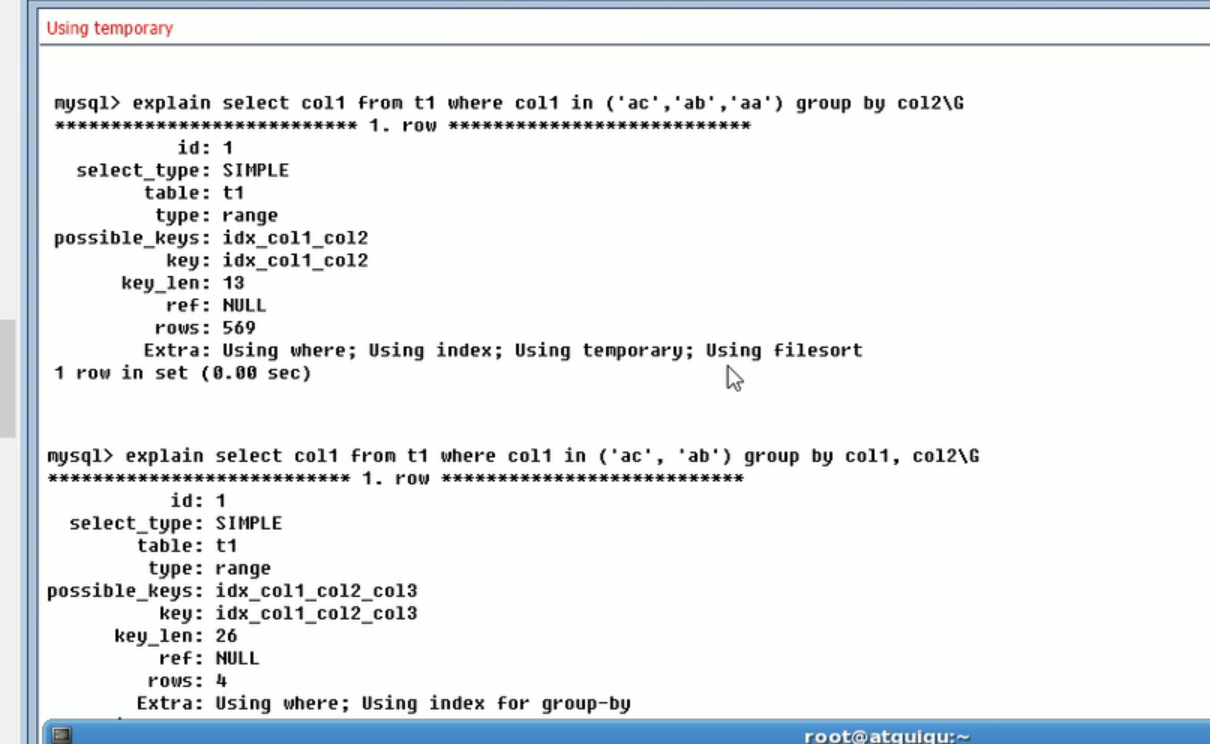 Using temporary
mysql> explain select col1 from t1 where col1 in ('ac','ab','aa') group by col2\G
*************************** 1. row ***************************
id: 1
select_type: SIMPLE
table: t1
type: range
possible_keys: idx_col1_col2
key: idx_col1_col2
key_len: 13
ref: NULL
rows: 569
Extra: Using where; Using index; Using temporary; Using filesort
1 row in set (0.00 sec)
mysql> explain select col1 from t1 where col1 in ('ac', 'ab') group by col1, col2\G
*************************** 1. row ***************************
id: 1
select_type: SIMPLE
table: t1
type: range
possible_keys: idx_col1_col2_col3
key: idx_col1_col2_col3
key_len: 26
ref: NULL
rows: 4
Extra: Using where; Using index for group-by
root@atguigu:~